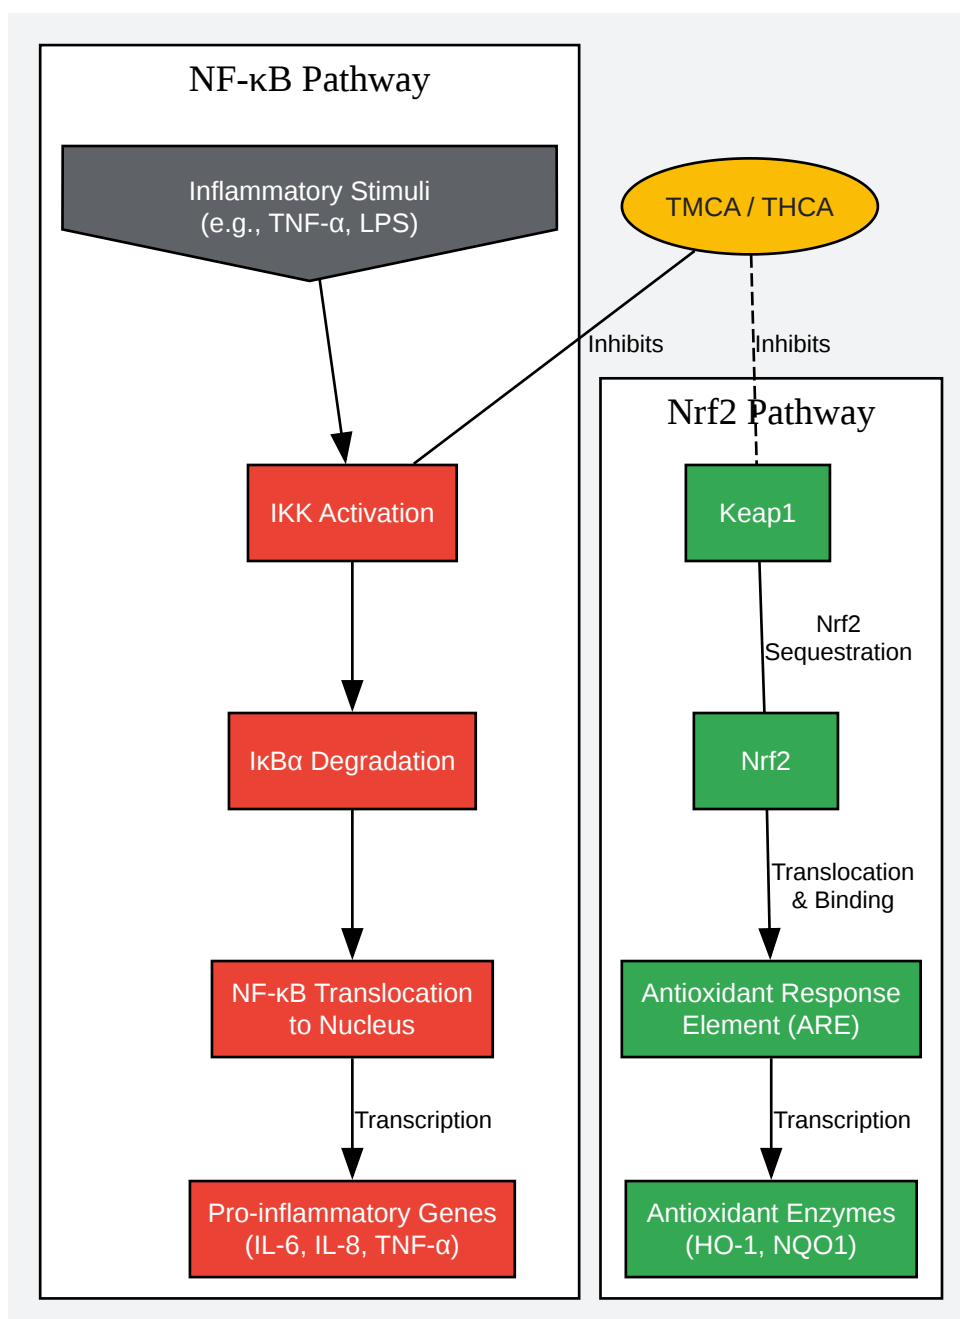 NF-κB Pathway
Inflammatory Stimuli
(e.g., TNF-α, LPS)
TMCA / THCA
Inhibits
Inhibits
Nrf2 Pathway
IKK Activation
Keap1
Nrf2
Sequestration
IκBα Degradation
Nrf2
Translocation
& Binding
NF-κB Translocation
to Nucleus
Antioxidant Response
Element (ARE)
Transcription
Transcription
Pro-inflammatory Genes
(IL-6, IL-8, TNF-α)
Antioxidant Enzymes
(HO-1, NQO1)